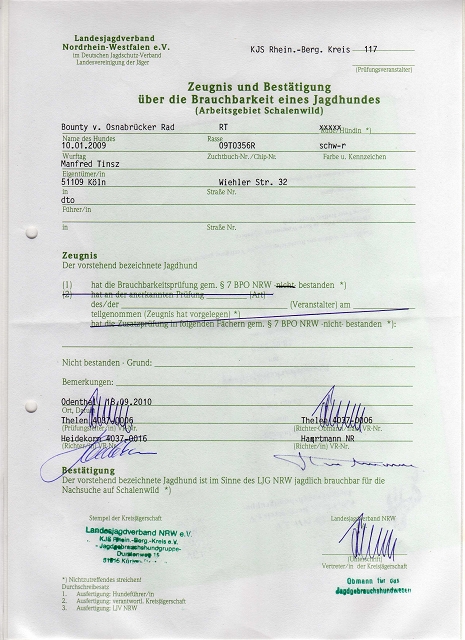 Landesjagdverband
Nordrhein-Westfalen e.V.
im Deutschen Jagdschutz-Verband
Landesvereinigung der Jäger
KJS Rhein.-Berg. Kreis 117
(Prüfungsveranstalter)
Zeugnis und Bestätigung
über die Brauchbarkeit eines Jagdhundes
(Arbeitsgebiet Schalenwild)
Bounty v. Osnabrücker Rad RT xxxxx
Name des Hundes Rasse Rüde/Hündin *)
10.01.2009 09T0356R schw-r
Wurftag Zuchtbuch-Nr./Chip-Nr. Farbe u. Kennzeichen
Manfred Tinsz
Eigentümer/in
51109 Köln Wiehler Str. 32
in Straße Nr.
dto
Führer/in
in Straße Nr.
Zeugnis
Der vorstehend bezeichnete Jagdhund
(1) hat die Brauchbarkeitsprüfung gem. § 7 BPO NRW -nicht- bestanden *)
(2) hat an der anerkannten Prüfung (Art)
des/der (Veranstalter) am
teilgenommen (Zeugnis hat vorgelegen) *)
hat die Zusatzprüfung in folgenden Fächern gem. § 7 BPO NRW -nicht- bestanden *):
Nicht bestanden - Grund:
Bemerkungen:
Odenthal 18.09.2010
Ort, Datum
Thelen 4037-0006 Thelen 4037-0006
(Prüfungsleiter/in) VR-Nr. (Richter-Obmann) VR-Nr.
Heidekorn 4037-0016 Haartmann NR
(Richter/in) VR-Nr. (Richter/in) VR-Nr.
Bestätigung
Der vorstehend bezeichnete Jagdhund ist im Sinne des LJG NRW jagdlich brauchbar für die
Nachsuche auf Schalenwild *)
Stempel der Kreisjägerschaft Landesjagdverband NRW
Landesjagdverband NRW e.V.
KJS Rhein.-Berg.-Kreis e.V.
- Jagdgebrauchshundgruppe-
(Unterschrift)
Vertreter/in der Kreisjägerschaft
Obmann für das
Jagdgebrauchshundwesen
*) Nichtzutreffendes streichen!
Durchschreibesatz
1. Ausfertigung: Hundeführer/in
2. Ausfertigung: verantwortl. Kreisjägerschaft
3. Ausfertigung: LJV NRW